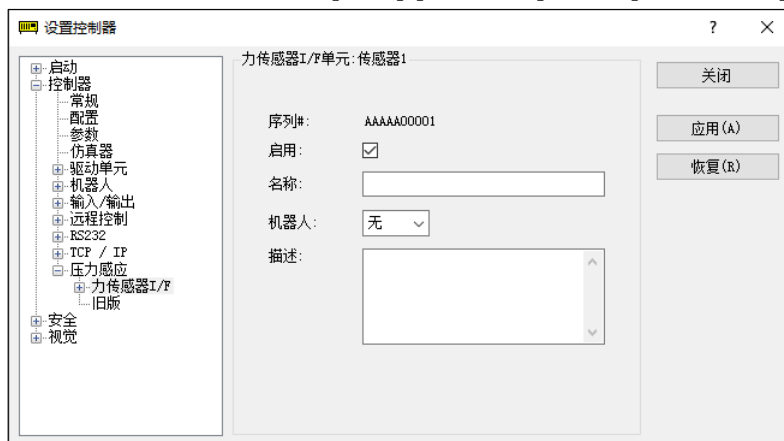 设置控制器
启动
控制器
常规
配置
参数
仿真器
驱动单元
机器人
输入/输出
远程控制
RS232
TCP / IP
压力感应
力传感器I/F
旧版
安全
视觉
力传感器I/F单元:传感器1
序列#: AAAAA00001
启用:
名称:
机器人: 无
描述:
关闭
应用(A)
恢复(R)